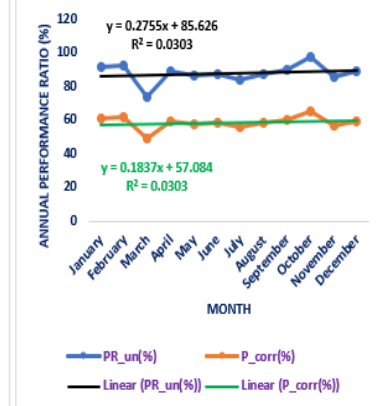 ANNUAL PERFORMANCE RATIO (%)
120
100
80
60
40
20
0
y = 0.2755x + 85.626
R² = 0.0303
y = 0.1837x + 57.084
R² = 0.0303
January
February
March
April
May
June
July
August
September
October
November
December
MONTH
PR_un(%)
P_corr(%)
Linear (PR_un(%))
Linear (P_corr(%))